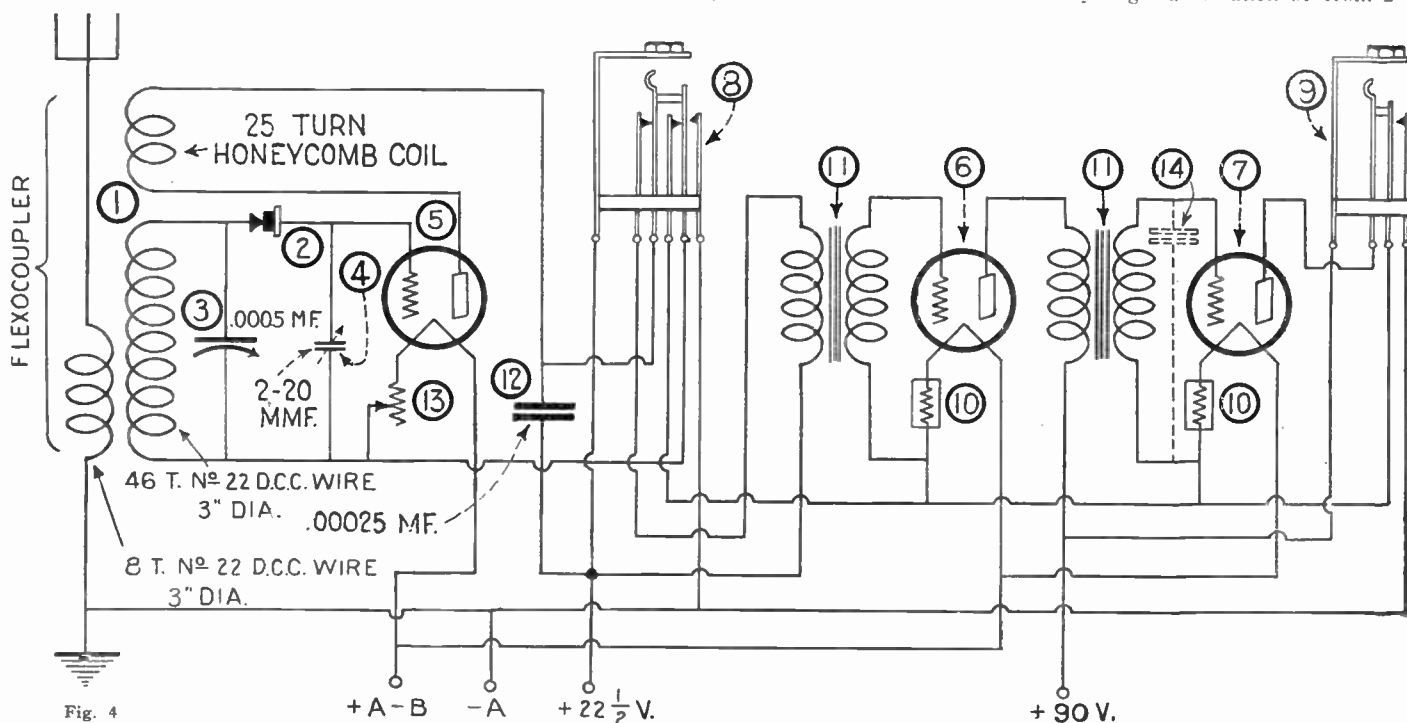 FLEXOCOUPLER
1
25 TURN
HONEYCOMB COIL
2
3
.0005 MF.
4
2-20
MMF.
5
13
12
.00025 MF.
46 T. Nº 22 D.C.C. WIRE
3" DIA.
8 T. Nº 22 D.C.C. WIRE
3" DIA.
8
11
6
10
11
14
7
10
9
Fig. 4
+ A - B
-A
+ 22 1/2 V.
+ 90 V.